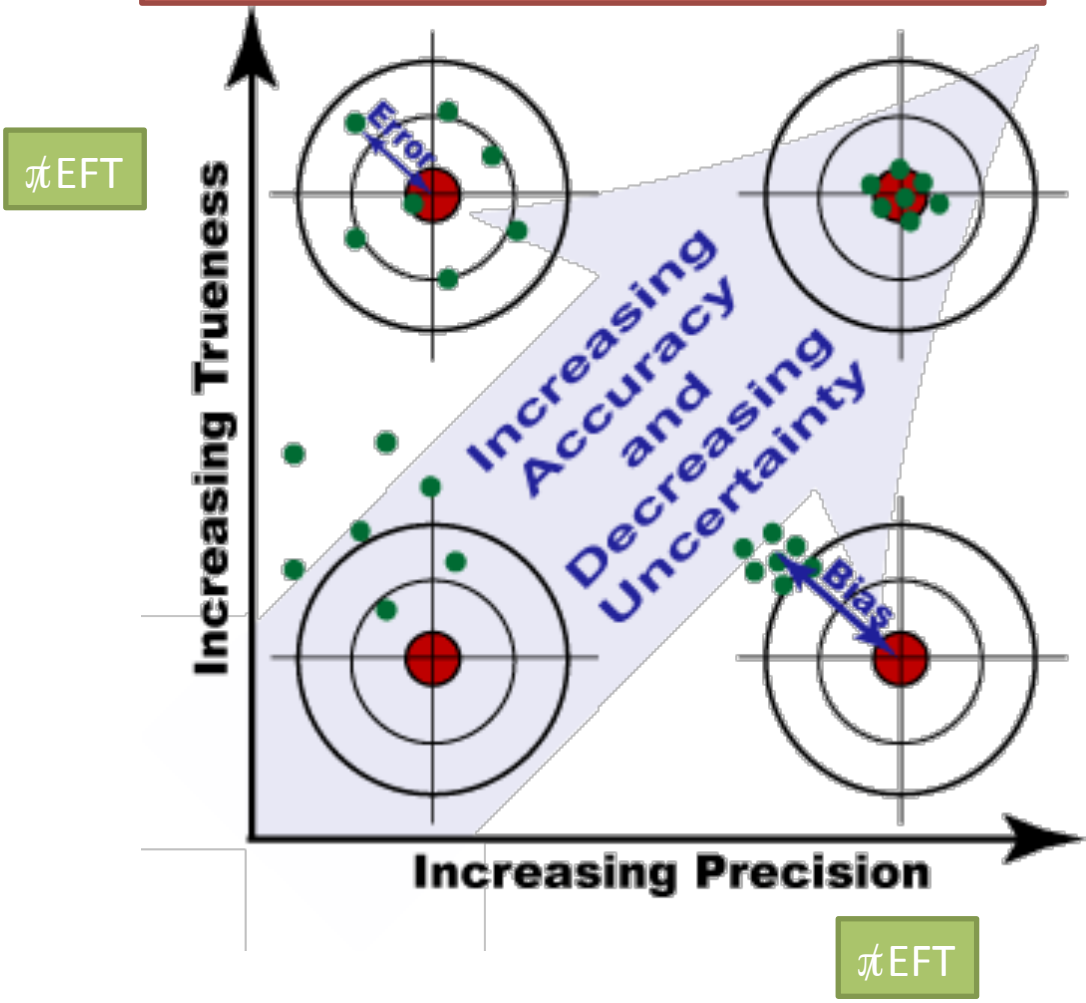 Error
π̸EFT
Increasing Trueness
Increasing
Accuracy
and
Decreasing
Uncertainty
Bias
Increasing Precision
π̸EFT